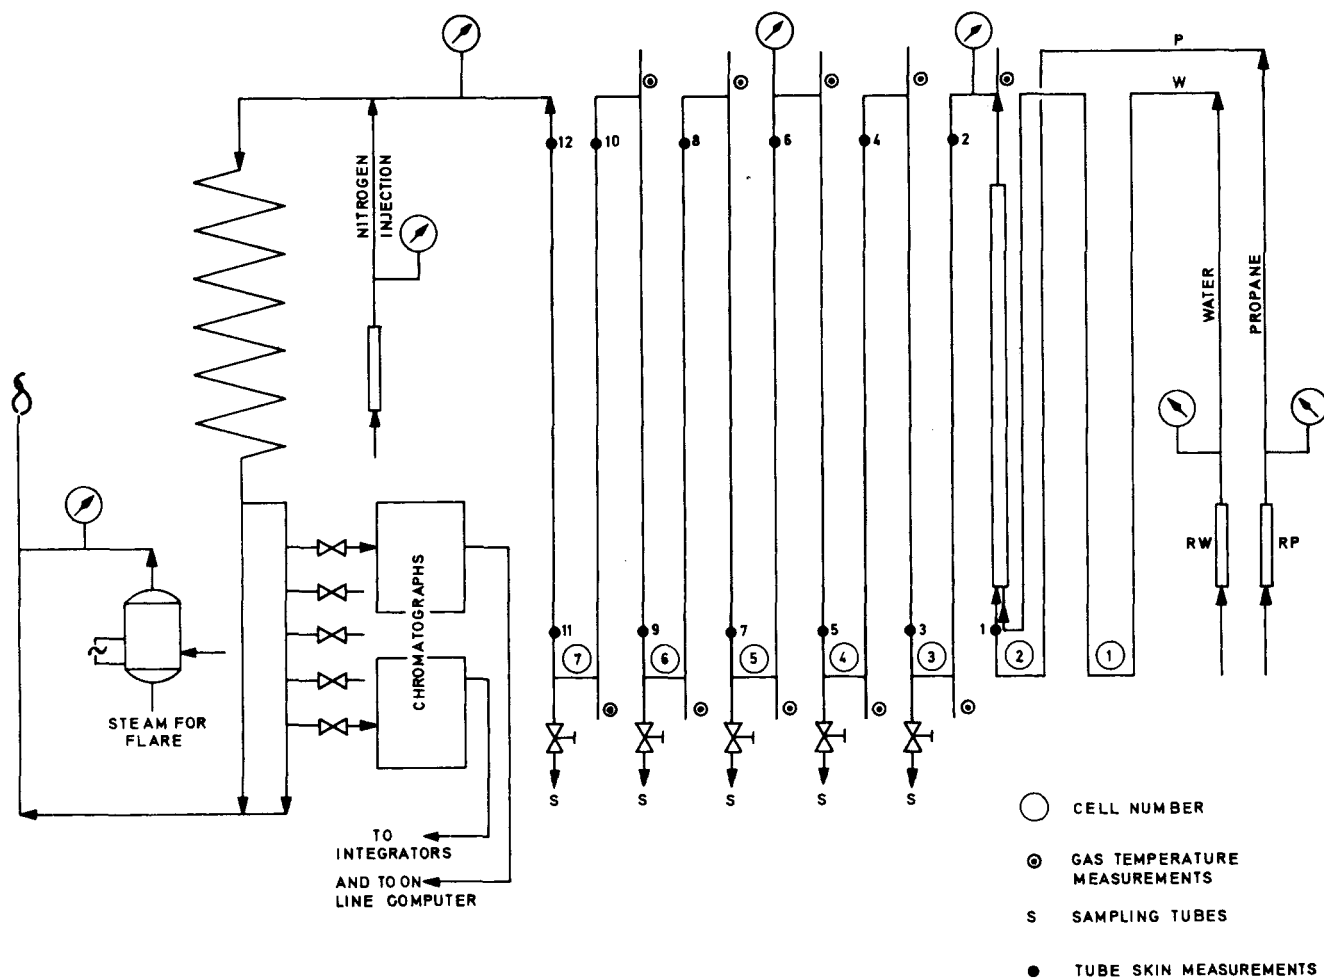 P
W
12
10
8
6
4
2
NITROGEN
INJECTION
WATER
PROPANE
RW
RP
CHROMATOGRAPHS
11
9
7
5
3
1
7
6
5
4
3
2
1
STEAM FOR
FLARE
S
S
S
S
S
TO
INTEGRATORS
AND TO ON
LINE COMPUTER
CELL NUMBER
GAS TEMPERATURE
MEASUREMENTS
S SAMPLING TUBES
TUBE SKIN MEASUREMENTS